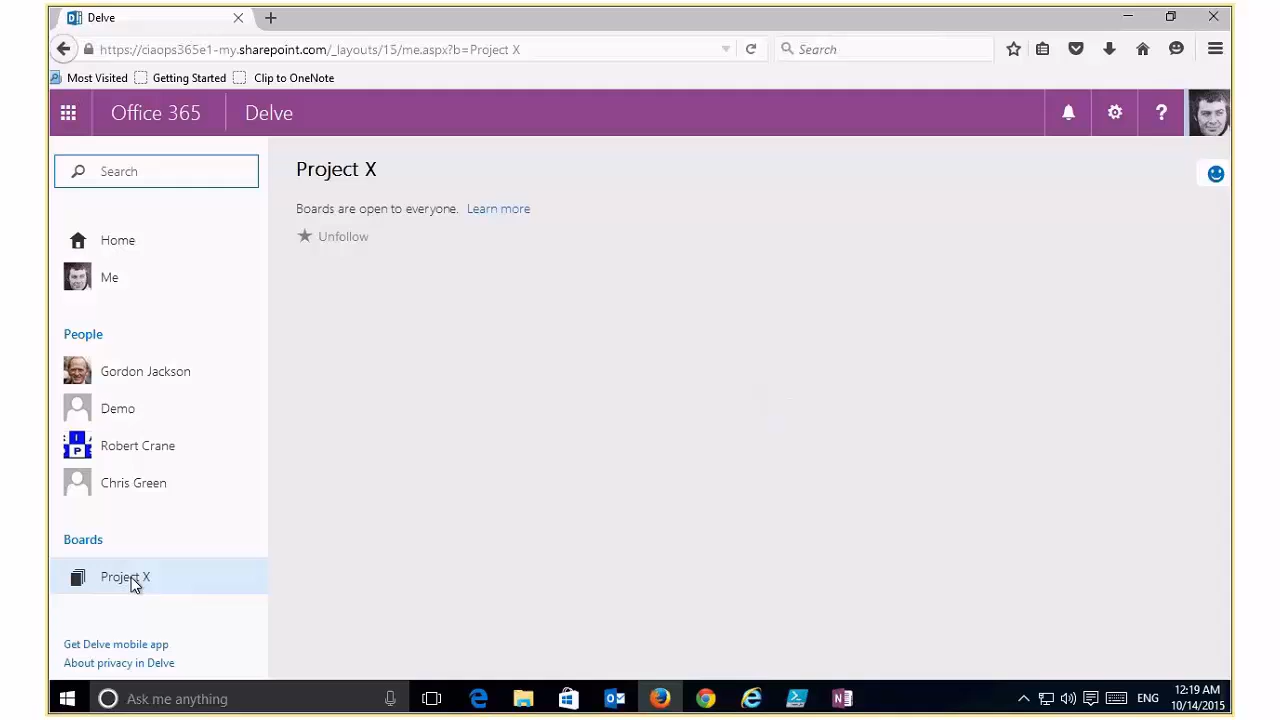 Delve
https://ciaops365e1-my.sharepoint.com/_layouts/15/me.aspx?b=Project X
Search
Most Visited Getting Started Clip to OneNote
Office 365 Delve ?
Search
Project X
Boards are open to everyone. Learn more
Unfollow
Home
Me
People
Gordon Jackson
Demo
I
P
Robert Crane
Chris Green
Boards
Project X
Get Delve mobile app
About privacy in Delve
Ask me anything
ENG
12:19 AM
10/14/2015